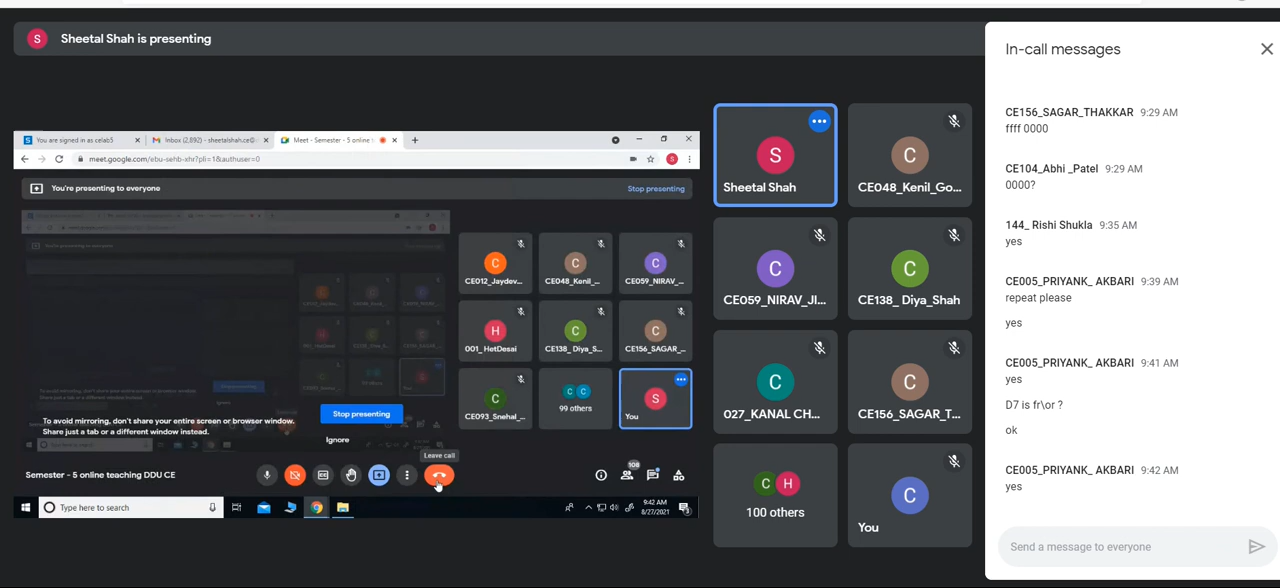 S Sheetal Shah is presenting
You are signed in as celab5
Inbox (2,892) - sheetalshah.ce@
Meet - Semester - 5 online
meet.google.com/ebu-sehb-xhr?pli=1&authuser=0
S
You're presenting to everyone
Stop presenting
C
CE012_Jaydev...
C
CE048_Kenil_...
C
CE059_NIRAV_...
H
001_HetDesai
C
CE138_ Diya_S...
C
CE156_SAGAR_...
C
CE093_Snehal_...
C C
99 others
S
You
To avoid mirroring, don't share your entire screen or browser window.
Share just a tab or a different window instead.
Stop presenting
Ignore
Leave call
Semester - 5 online teaching DDU CE
108
Type here to search
9:42 AM
8/27/2021
S
Sheetal Shah
C
CE048_Kenil_Go...
C
CE059_NIRAV_JI...
C
CE138_ Diya_Shah
C
027_KANAL CH...
C
CE156_SAGAR_T...
C H
100 others
C
You
In-call messages
CE156_SAGAR_THAKKAR 9:29 AM
ffff 0000
CE104_Abhi _Patel 9:29 AM
0000?
144_ Rishi Shukla 9:35 AM
yes
CE005_PRIYANK_ AKBARI 9:39 AM
repeat please
yes
CE005_PRIYANK_ AKBARI 9:41 AM
yes
D7 is fr\or ?
ok
CE005_PRIYANK_ AKBARI 9:42 AM
yes
Send a message to everyone